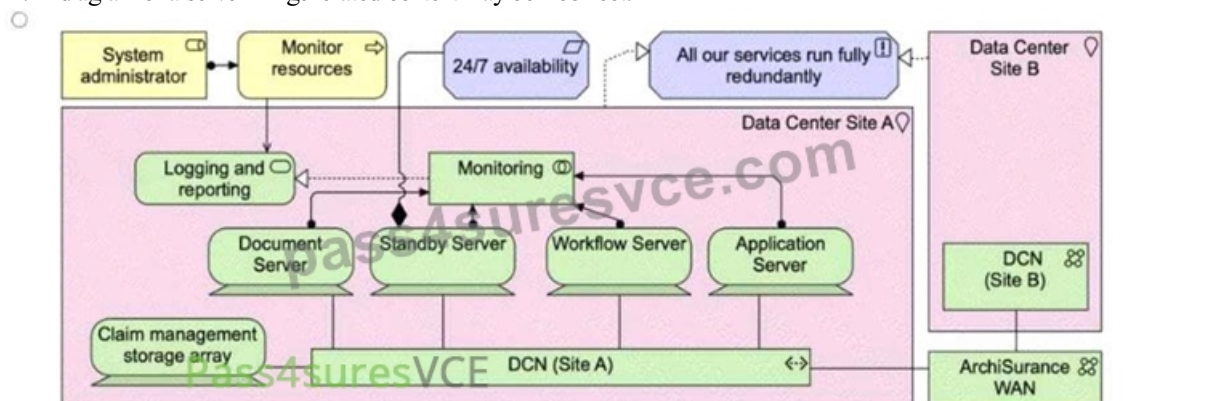 System
administrator
Monitor
resources
24/7 availability
All our services run fully
redundantly
Data Center
Site B
Data Center Site A
Logging and
reporting
Monitoring
pass4suresvce.com
Document
Server
Standby Server
Workflow Server
Application
Server
DCN
(Site B)
Claim management
storage array
Pass4suresVCE
DCN (Site A)
ArchiSurance
WAN